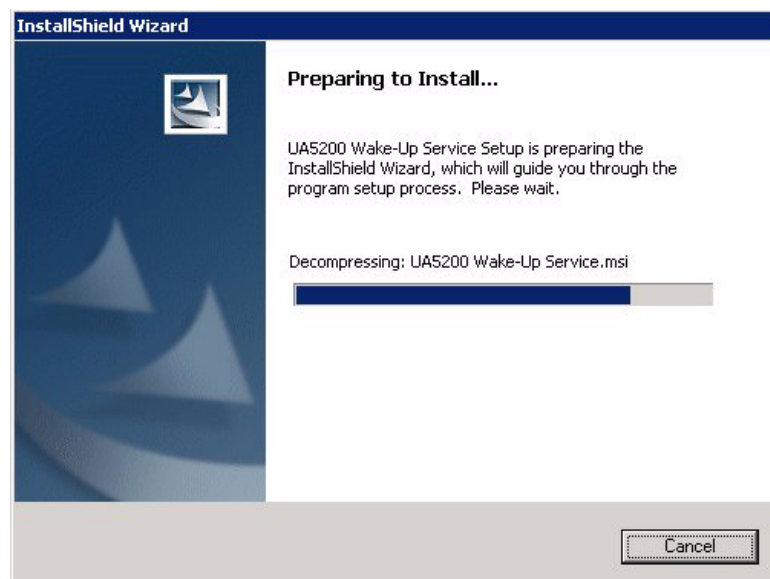 InstallShield Wizard
Preparing to Install...
UA5200 Wake-Up Service Setup is preparing the
InstallShield Wizard, which will guide you through the
program setup process.  Please wait.
Decompressing: UA5200 Wake-Up Service.msi
Cancel